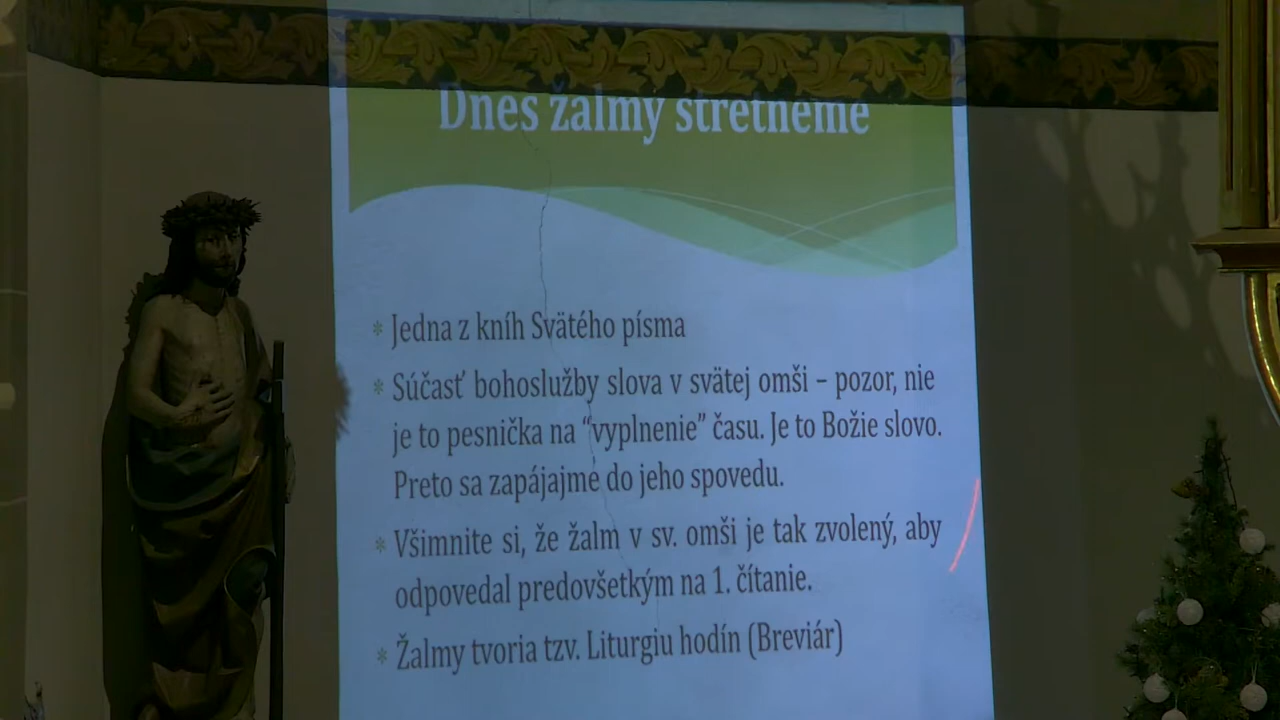 Dnes žalmy stretneme
* Jedna z kníh Svätého písma
* Súčasť bohoslužby slova v svätej omši – pozor, nie
je to pesnička na “vyplnenie” času. Je to Božie slovo.
Preto sa zapájajme do jeho spovedu.
* Všimnite si, že žalm v sv. omši je tak zvolený, aby
odpovedal predovšetkým na 1. čítanie.
* Žalmy tvoria tzv. Liturgiu hodín (Breviár)